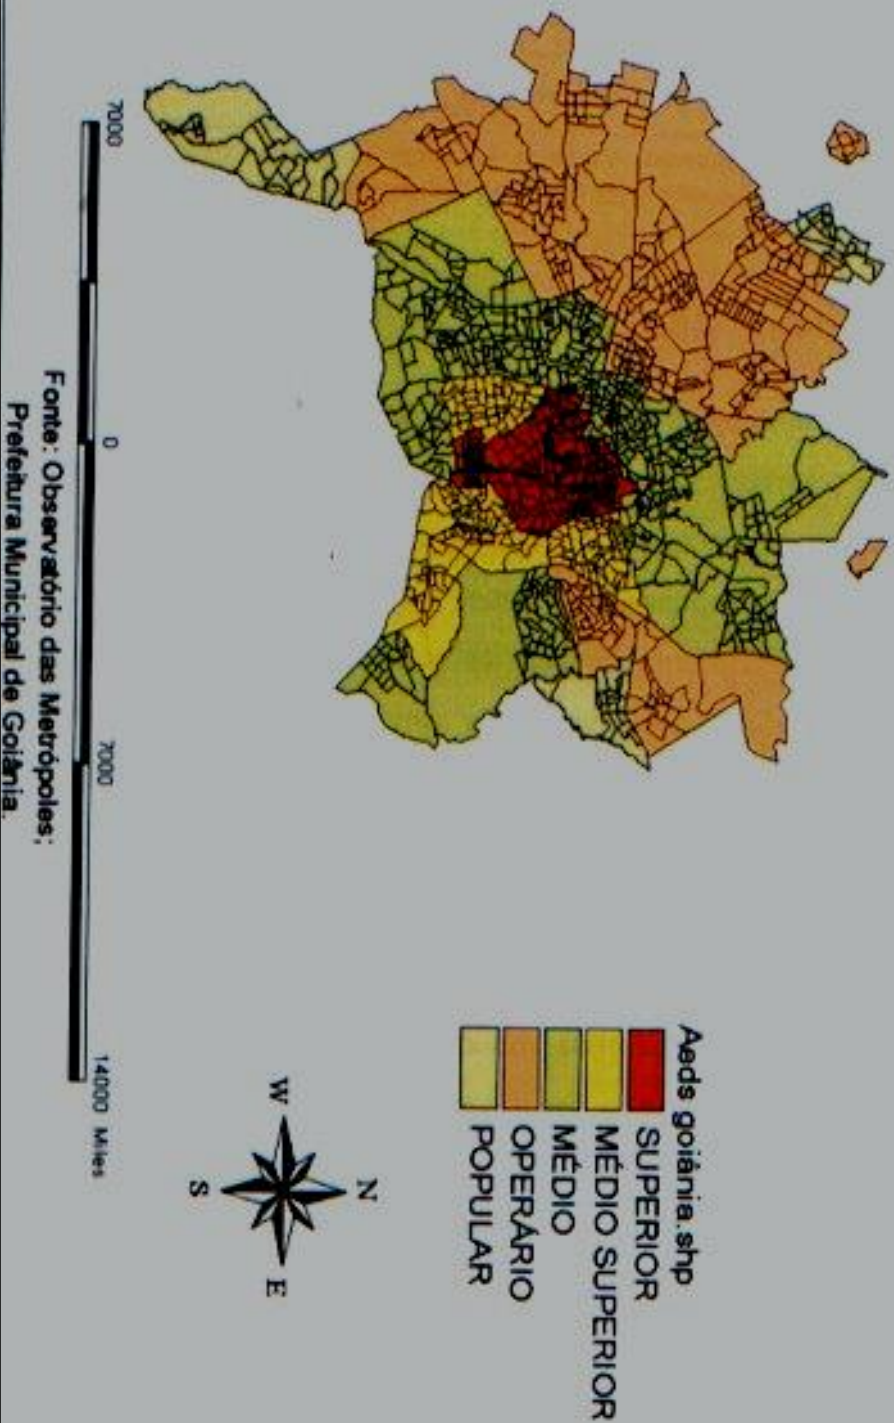 Aeds goiânia.shp
SUPERIOR
MÉDIO SUPERIOR
MÉDIO
OPERÁRIO
POPULAR
N
W
E
S
7000
0
7000
14000 Miles
Fonte: Observatório das Metrópoles;
Prefeitura Municipal de Goiânia.